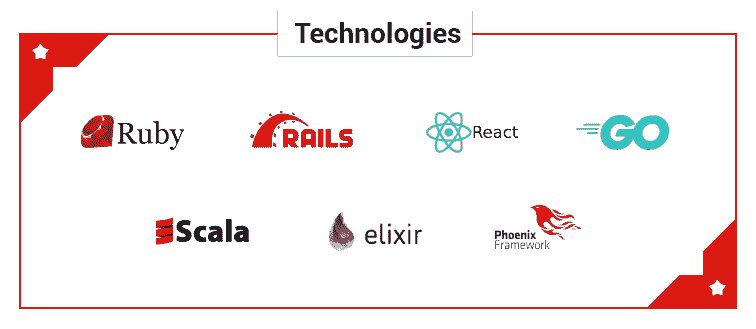 Technologies
Ruby
RAILS
React
GO
Scala
elixir
Phoenix
Framework